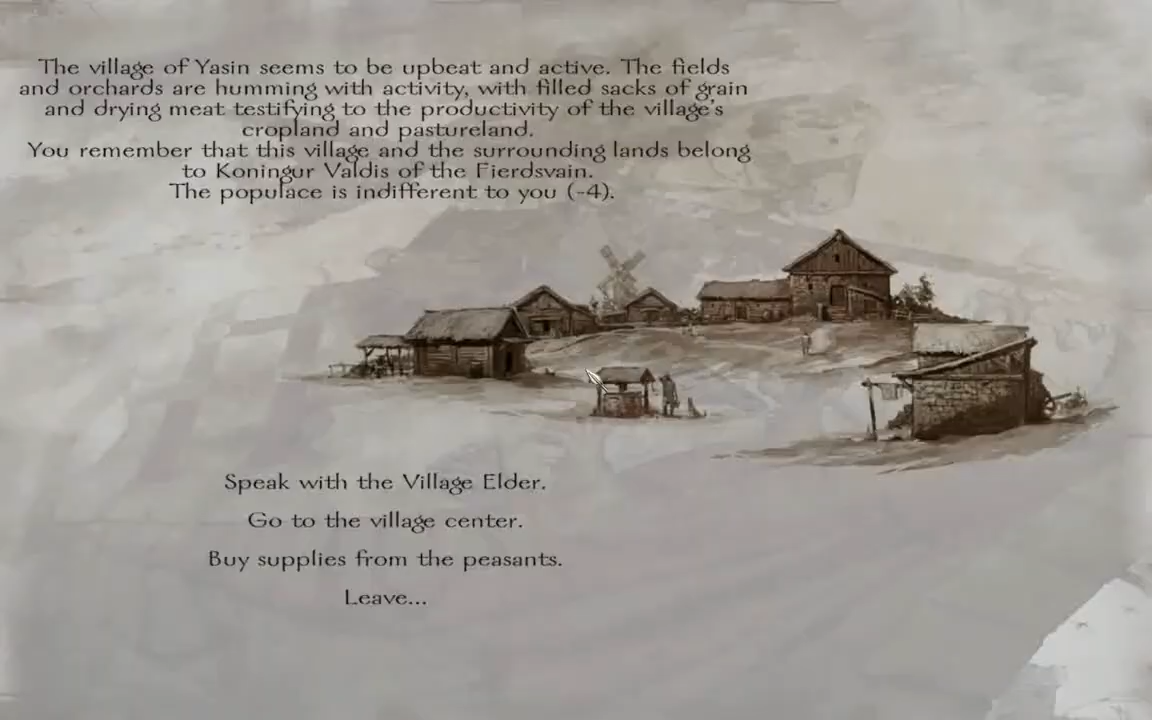 The village of Yasin seems to be upbeat and active. The fields
and orchards are humming with activity, with filled sacks of grain
and drying meat testifying to the productivity of the village's
cropland and pastureland.
You remember that this village and the surrounding lands belong
to Koningur Valdis of the Fierdsvain.
The populace is indifferent to you (-4).
Speak with the Village Elder.
Go to the village center.
Buy supplies from the peasants.
Leave...